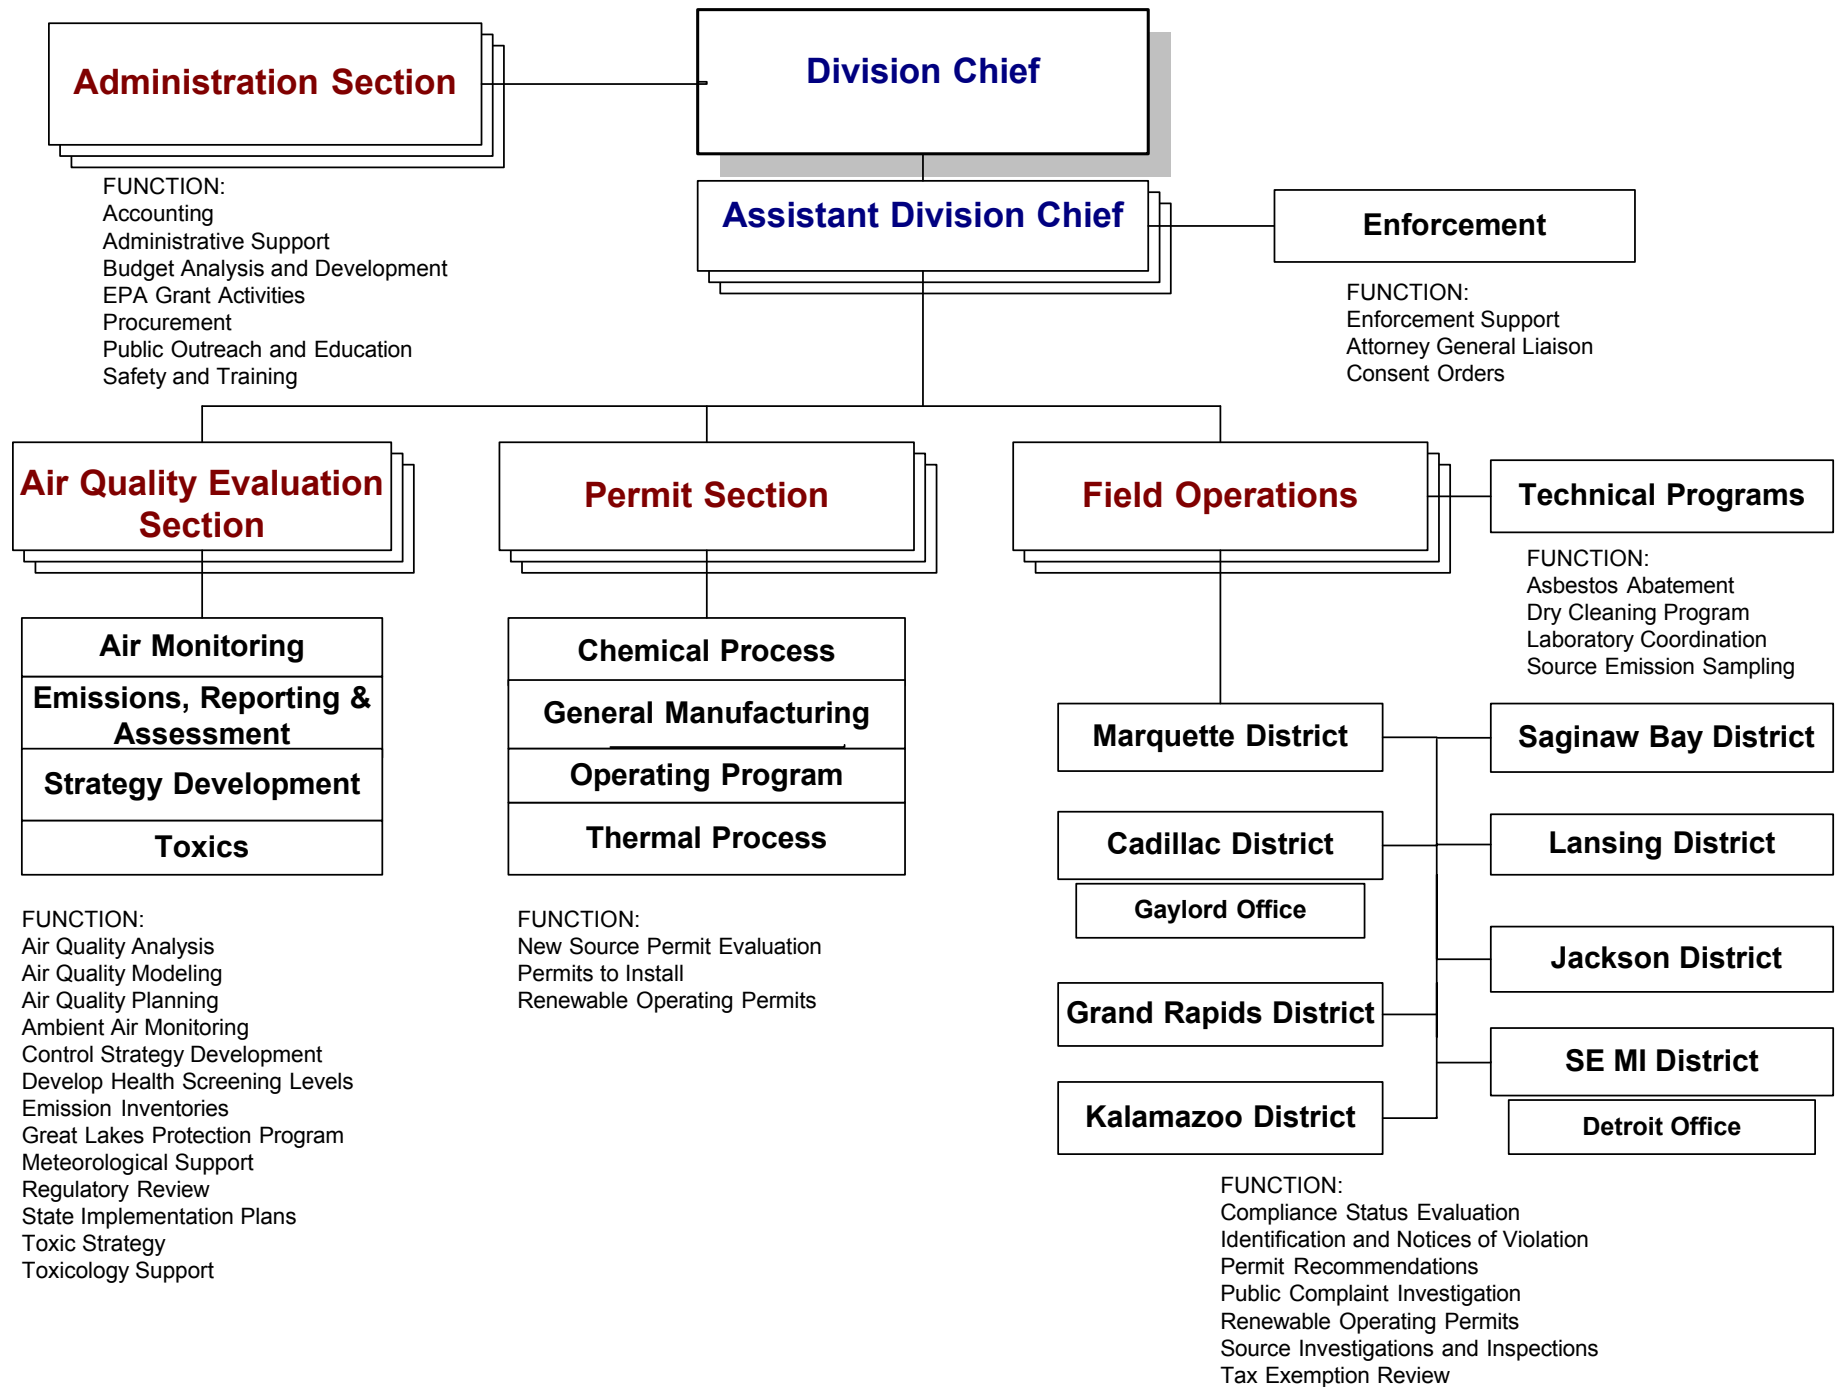 Administration Section
FUNCTION:
Accounting
Administrative Support
Budget Analysis and Development
EPA Grant Activities
Procurement
Public Outreach and Education
Safety and Training
Division Chief
Assistant Division Chief
Enforcement
FUNCTION:
Enforcement Support
Attorney General Liaison
Consent Orders
Air Quality Evaluation
Section
Air Monitoring
Emissions, Reporting &
Assessment
Strategy Development
Toxics
FUNCTION:
Air Quality Analysis
Air Quality Modeling
Air Quality Planning
Ambient Air Monitoring
Control Strategy Development
Develop Health Screening Levels
Emission Inventories
Great Lakes Protection Program
Meteorological Support
Regulatory Review
State Implementation Plans
Toxic Strategy
Toxicology Support
Permit Section
Chemical Process
General Manufacturing
Operating Program
Thermal Process
FUNCTION:
New Source Permit Evaluation
Permits to Install
Renewable Operating Permits
Field Operations
Technical Programs
FUNCTION:
Asbestos Abatement
Dry Cleaning Program
Laboratory Coordination
Source Emission Sampling
Marquette District
Cadillac District
Gaylord Office
Grand Rapids District
Kalamazoo District
Saginaw Bay District
Lansing District
Jackson District
SE MI District
Detroit Office
FUNCTION:
Compliance Status Evaluation
Identification and Notices of Violation
Permit Recommendations
Public Complaint Investigation
Renewable Operating Permits
Source Investigations and Inspections
Tax Exemption Review